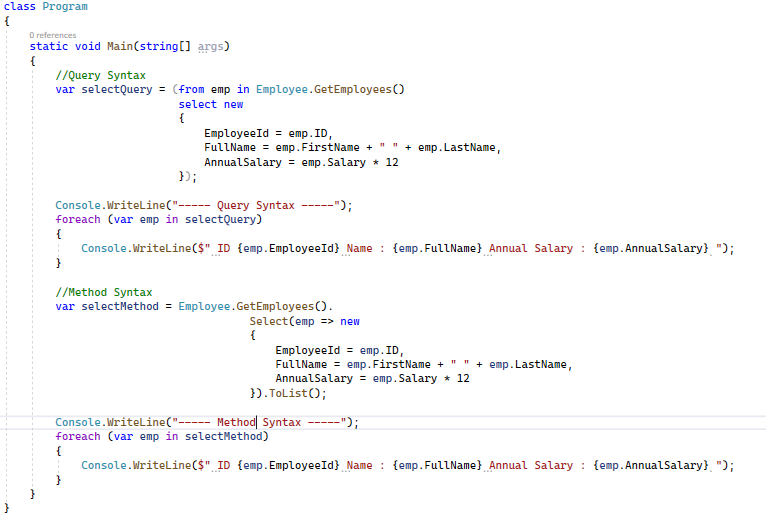 class Program
{
0 references
static void Main(string[] args)
{
//Query Syntax
var selectQuery = (from emp in Employee.GetEmployees()
select new
{
EmployeeId = emp.ID,
FullName = emp.FirstName + " " + emp.LastName,
AnnualSalary = emp.Salary * 12
});
Console.WriteLine("----- Query Syntax -----");
foreach (var emp in selectQuery)
{
Console.WriteLine($" ID {emp.EmployeeId} Name : {emp.FullName} Annual Salary : {emp.AnnualSalary} ");
}
//Method Syntax
var selectMethod = Employee.GetEmployees().
Select(emp => new
{
EmployeeId = emp.ID,
FullName = emp.FirstName + " " + emp.LastName,
AnnualSalary = emp.Salary * 12
}).ToList();
Console.WriteLine("----- Method Syntax -----");
foreach (var emp in selectMethod)
{
Console.WriteLine($" ID {emp.EmployeeId} Name : {emp.FullName} Annual Salary : {emp.AnnualSalary} ");
}
}
}